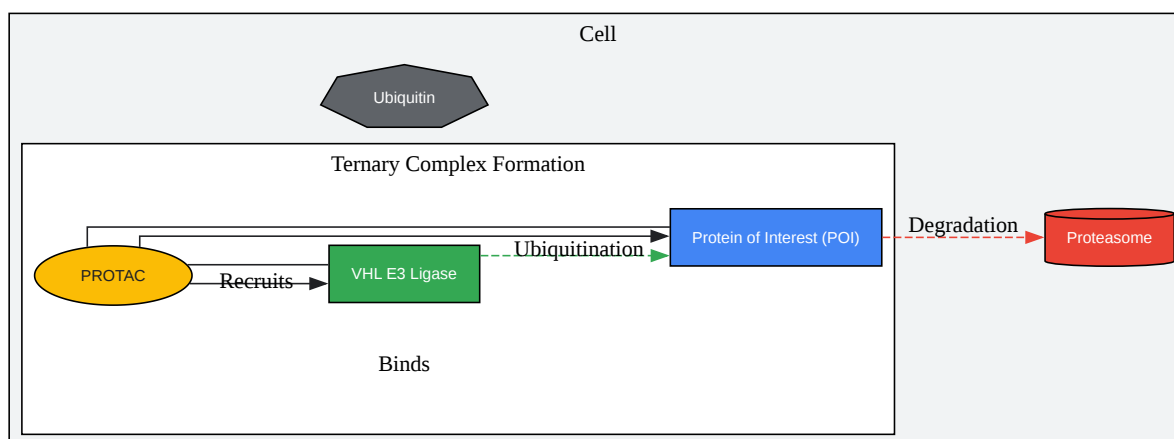 Cell
Ubiquitin
Ternary Complex Formation
Protein of Interest (POI)
Degradation
Proteasome
Ubiquitination
VHL E3 Ligase
PROTAC
Recruits
Binds